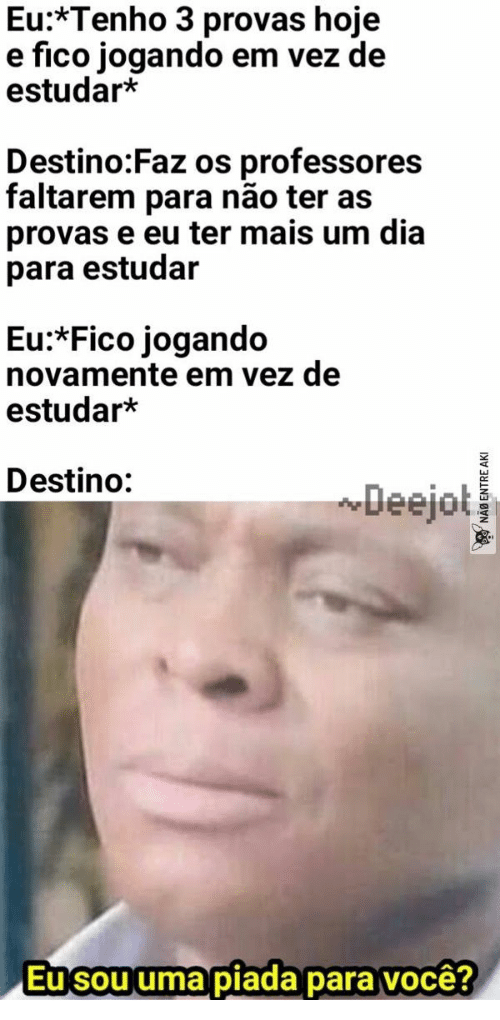 Eu:*Tenho 3 provas hoje
e fico jogando em vez de
estudar*
Destino:Faz os professores
faltarem para não ter as
provas e eu ter mais um dia
para estudar
Eu:*Fico jogando
novamente em vez de
estudar*
Destino:
~Deejot
NÃO ENTRE AKI
Eu sou uma piada para você?